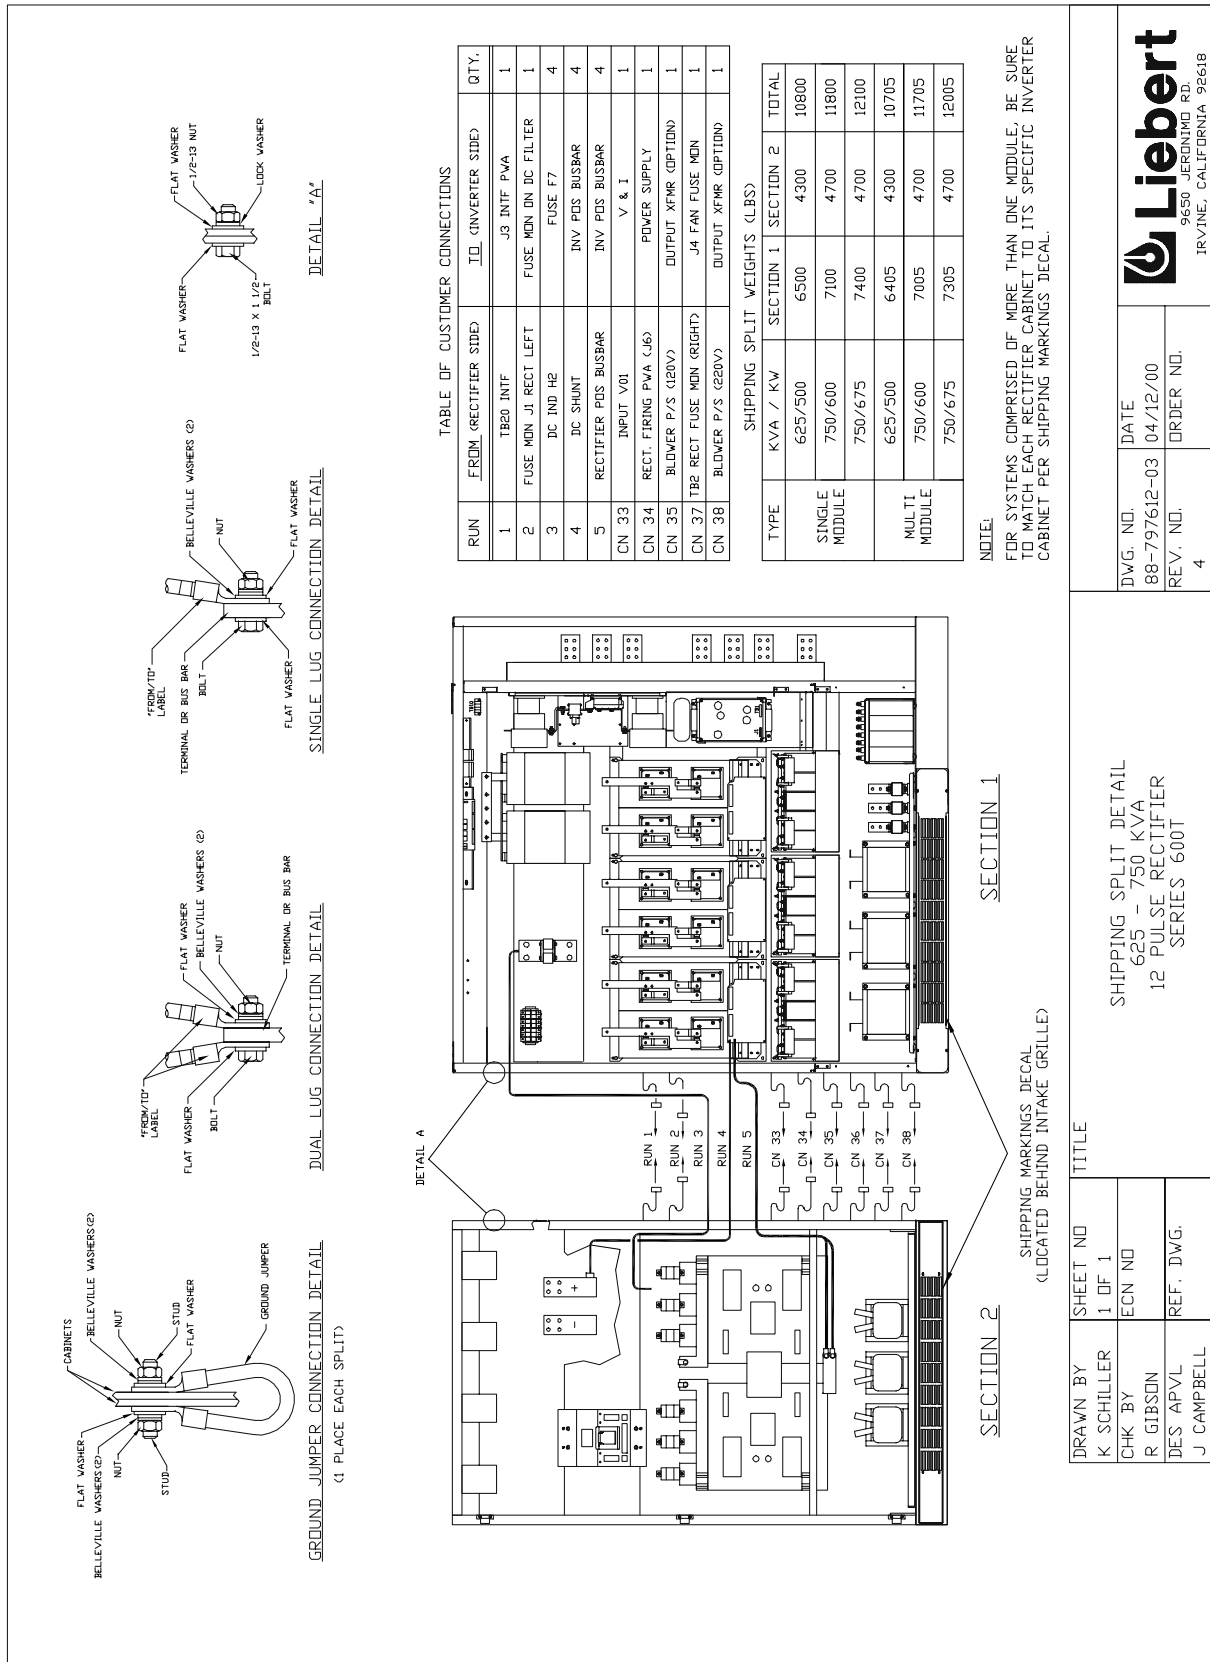 FLAT WASHER
BELLEVILLE WASHERS(2)
NUT
STUD
CABINETS
BELLEVILLE WASHERS(2)
NUT
STUD
FLAT WASHER
GROUND JUMPER
GROUND JUMPER CONNECTION DETAIL
(1 PLACE EACH SPLIT)
"FROM/TO"
LABEL
FLAT WASHER
BOLT
FLAT WASHER
BELLEVILLE WASHERS (2)
NUT
TERMINAL OR BUS BAR
DUAL LUG CONNECTION DETAIL
"FROM/TO"
LABEL
TERMINAL OR BUS BAR
BOLT
FLAT WASHER
BELLEVILLE WASHERS (2)
NUT
FLAT WASHER
SINGLE LUG CONNECTION DETAIL
FLAT WASHER
1/2-13 X 1 1/2
BOLT
FLAT WASHER
1/2-13 NUT
LOCK WASHER
DETAIL "A"
DETAIL A
RUN 1
RUN 2
RUN 3
RUN 4
RUN 5
CN 33
CN 34
CN 35
CN 36
CN 37
CN 38
+
-
SECTION 2
SECTION 1
SHIPPING MARKINGS DECAL
(LOCATED BEHIND INTAKE GRILLE)
TABLE OF CUSTOMER CONNECTIONS
RUN FROM (RECTIFIER SIDE) TO (INVERTER SIDE) QTY.
1 TB20 INTF J3 INTF PWA 1
2 FUSE MON J1 RECT LEFT FUSE MON ON DC FILTER 1
3 DC IND H2 FUSE F7 4
4 DC SHUNT INV POS BUSBAR 4
5 RECTIFIER POS BUSBAR INV POS BUSBAR 4
CN 33 INPUT V01 V & I 1
CN 34 RECT. FIRING PWA (J6) POWER SUPPLY 1
CN 35 BLOWER P/S (120V) OUTPUT XFMR (OPTION) 1
CN 37 TB2 RECT FUSE MON (RIGHT) J4 FAN FUSE MON 1
CN 38 BLOWER P/S (220V) OUTPUT XFMR (OPTION) 1
SHIPPING SPLIT WEIGHTS (LBS)
TYPE KVA / KW SECTION 1 SECTION 2 TOTAL
SINGLE
MODULE
625/500 6500 4300 10800
750/600 7100 4700 11800
750/675 7400 4700 12100
MULTI
MODULE
625/500 6405 4300 10705
750/600 7005 4700 11705
750/675 7305 4700 12005
NOTE:
FOR SYSTEMS COMPRISED OF MORE THAN ONE MODULE, BE SURE
TO MATCH EACH RECTIFIER CABINET TO ITS SPECIFIC INVERTER
CABINET PER SHIPPING MARKINGS DECAL.
DRAWN BY
K SCHILLER
CHK BY
R GIBSON
DES APVL
J CAMPBELL
SHEET NO
1 OF 1
ECN NO
REF. DWG.
TITLE
SHIPPING SPLIT DETAIL
625 - 750 KVA
12 PULSE RECTIFIER
SERIES 600T
DWG. NO.
88-797612-03
REV. NO.
4
DATE
04/12/00
ORDER NO.
Liebert
9650 JERONIMO RD.
IRVINE, CALIFORNIA 92618